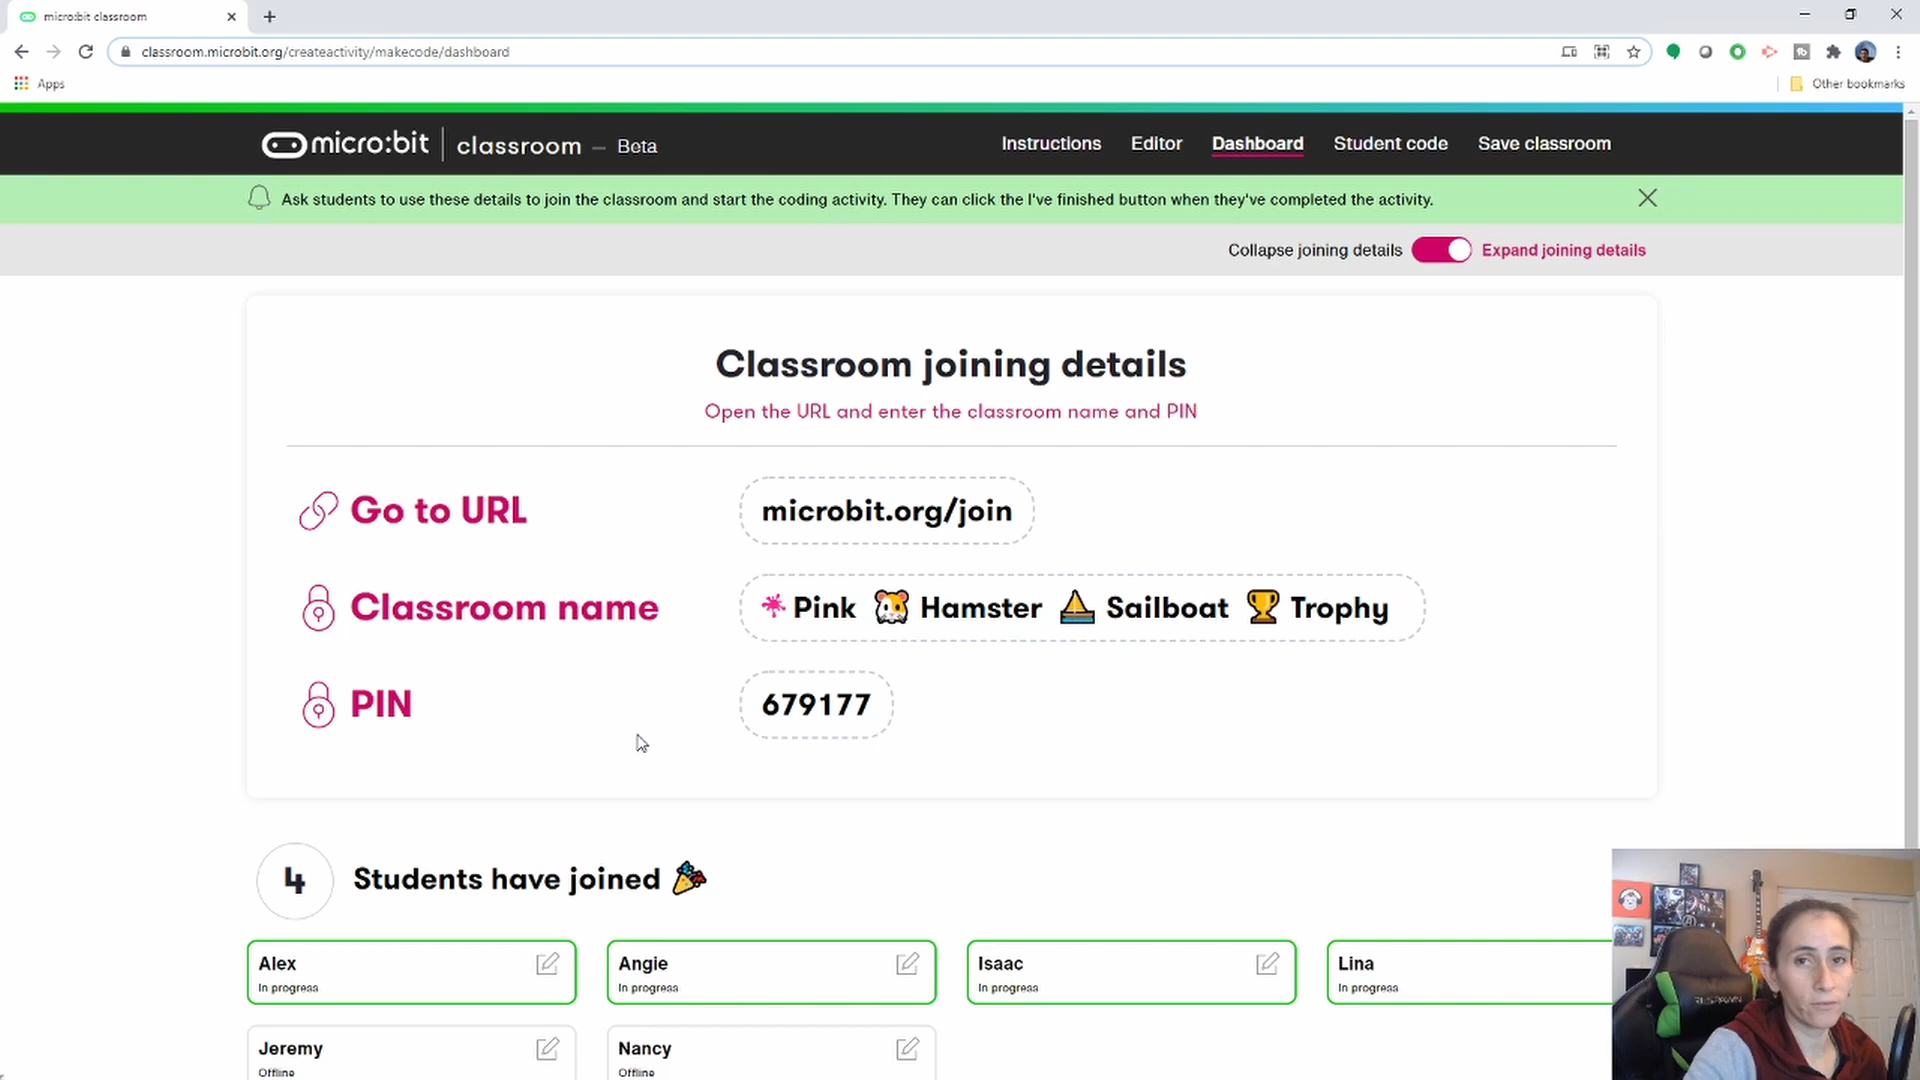 micro:bit classroom
classroom.microbit.org/createactivity/makecode/dashboard
Apps
Other bookmarks
micro:bit classroom – Beta
Instructions
Editor
Dashboard
Student code
Save classroom
Ask students to use these details to join the classroom and start the coding activity. They can click the I've finished button when they've completed the activity.
Collapse joining details
Expand joining details
Classroom joining details
Open the URL and enter the classroom name and PIN
Go to URL
microbit.org/join
Classroom name
Pink Hamster Sailboat Trophy
PIN
679177
4 Students have joined
Alex
In progress
Angie
In progress
Isaac
In progress
Lina
In progress
Jeremy
Offline
Nancy
Offline
RESPAWN